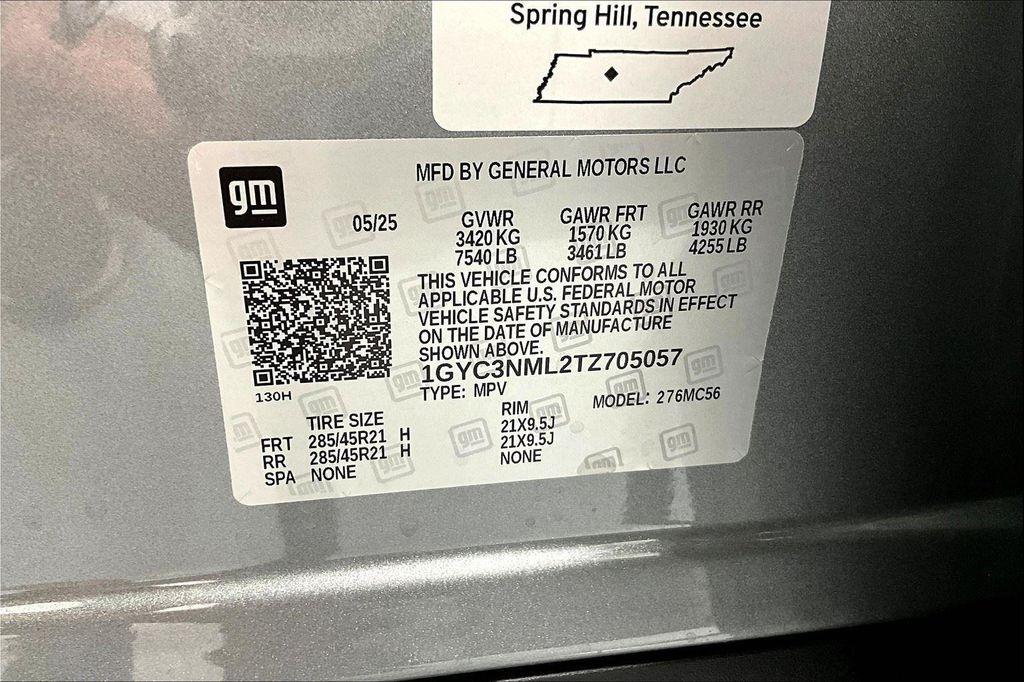 Spring Hill, Tennessee
gm
MFD BY GENERAL MOTORS LLC
05/25
GVWR GAWR FRT GAWR RR
3420 KG 1570 KG 1930 KG
7540 LB 3461 LB 4255 LB
THIS VEHICLE CONFORMS TO ALL
APPLICABLE U.S. FEDERAL MOTOR
VEHICLE SAFETY STANDARDS IN EFFECT
ON THE DATE OF MANUFACTURE
SHOWN ABOVE.
1GYC3NML2TZ705057
130H
TYPE: MPV MODEL: 276MC56
TIRE SIZE RIM
FRT 285/45R21 H 21X9.5J
RR 285/45R21 H 21X9.5J
SPA NONE NONE